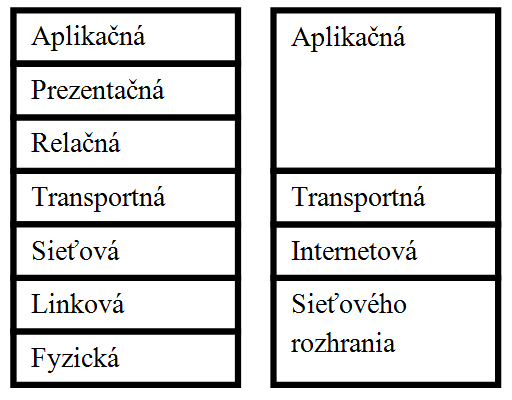 Aplikačná
Prezentačná
Relačná
Transportná
Sieťová
Linková
Fyzická
Aplikačná
Transportná
Internetová
Sieťového
rozhrania